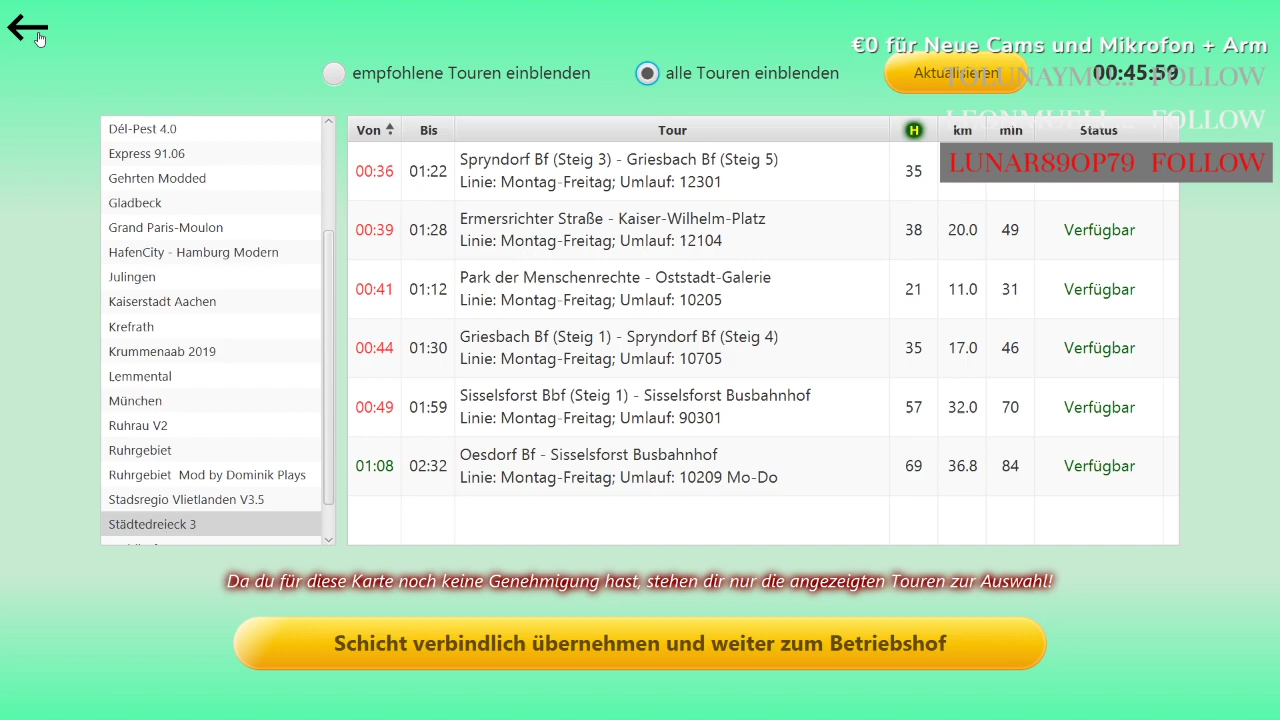 €0 für Neue Cams und Mikrofon + Arm
empfohlene Touren einblenden
alle Touren einblenden
Aktualisieren
00:45:59
TOLUNAYMU... FOLLOW
LEONMUELL... FOLLOW
LUNAR89OP79 FOLLOW
Dél-Pest 4.0
Express 91.06
Gehrten Modded
Gladbeck
Grand Paris-Moulon
HafenCity - Hamburg Modern
Julingen
Kaiserstadt Aachen
Krefrath
Krummenaab 2019
Lemmental
München
Ruhrau V2
Ruhrgebiet
Ruhrgebiet Mod by Dominik Plays
Stadsregio Vlietlanden V3.5
Städtedreieck 3
Von Bis Tour H km min Status
00:36 01:22 Spryndorf Bf (Steig 3) - Griesbach Bf (Steig 5) 35
Linie: Montag-Freitag; Umlauf: 12301
00:39 01:28 Ermersrichter Straße - Kaiser-Wilhelm-Platz 38 20.0 49 Verfügbar
Linie: Montag-Freitag; Umlauf: 12104
00:41 01:12 Park der Menschenrechte - Oststadt-Galerie 21 11.0 31 Verfügbar
Linie: Montag-Freitag; Umlauf: 10205
00:44 01:30 Griesbach Bf (Steig 1) - Spryndorf Bf (Steig 4) 35 17.0 46 Verfügbar
Linie: Montag-Freitag; Umlauf: 10705
00:49 01:59 Sisselsforst Bbf (Steig 1) - Sisselsforst Busbahnhof 57 32.0 70 Verfügbar
Linie: Montag-Freitag; Umlauf: 90301
01:08 02:32 Oesdorf Bf - Sisselsforst Busbahnhof 69 36.8 84 Verfügbar
Linie: Montag-Freitag; Umlauf: 10209 Mo-Do
Da du für diese Karte noch keine Genehmigung hast, stehen dir nur die angezeigten Touren zur Auswahl!
Schicht verbindlich übernehmen und weiter zum Betriebshof